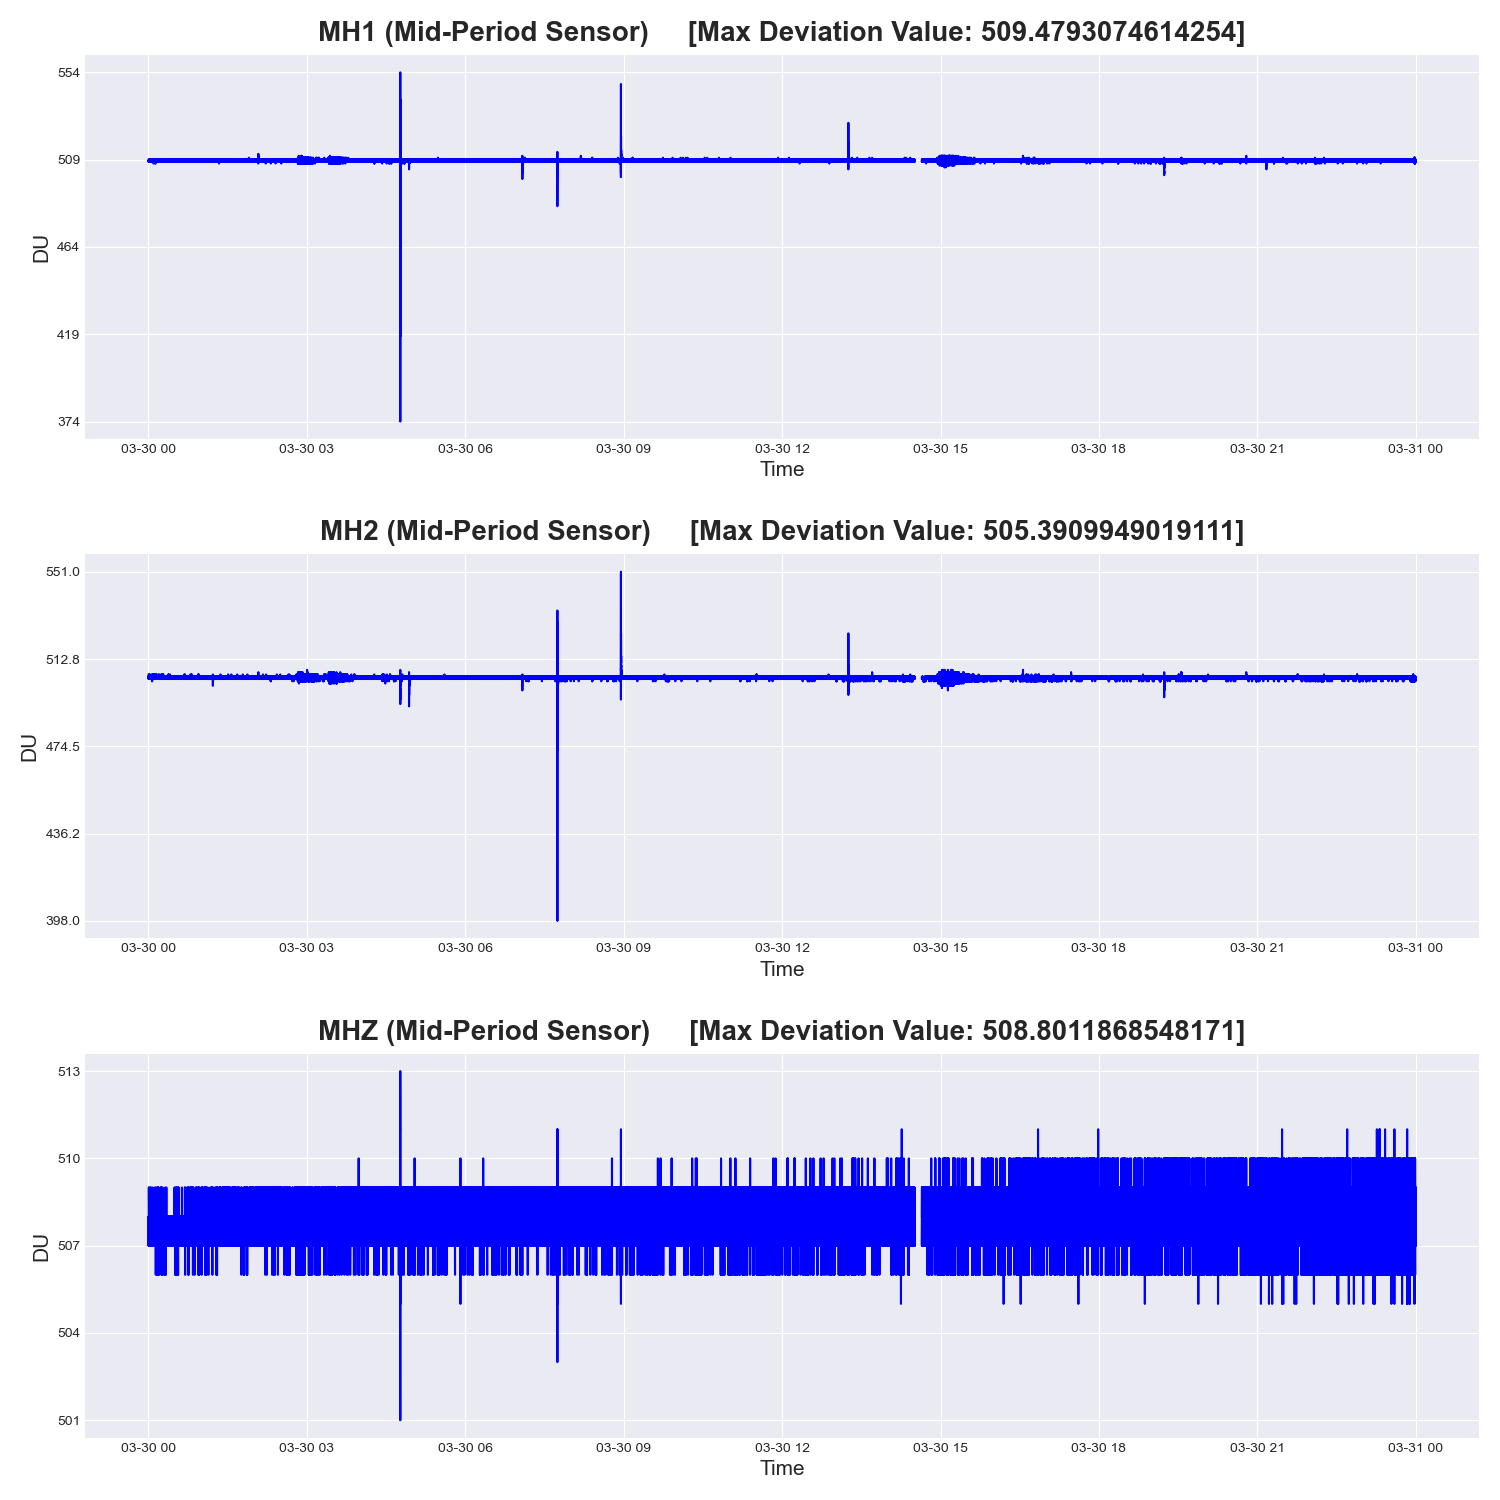 MH1 (Mid-Period Sensor) [Max Deviation Value: 509.4793074614254]
554
509
464
419
374
DU
03-30 00 03-30 03 03-30 06 03-30 09 03-30 12 03-30 15 03-30 18 03-30 21 03-31 00
Time
MH2 (Mid-Period Sensor) [Max Deviation Value: 505.3909949019111]
551.0
512.8
474.5
436.2
398.0
DU
03-30 00 03-30 03 03-30 06 03-30 09 03-30 12 03-30 15 03-30 18 03-30 21 03-31 00
Time
MHZ (Mid-Period Sensor) [Max Deviation Value: 508.8011868548171]
513
510
507
504
501
DU
03-30 00 03-30 03 03-30 06 03-30 09 03-30 12 03-30 15 03-30 18 03-30 21 03-31 00
Time